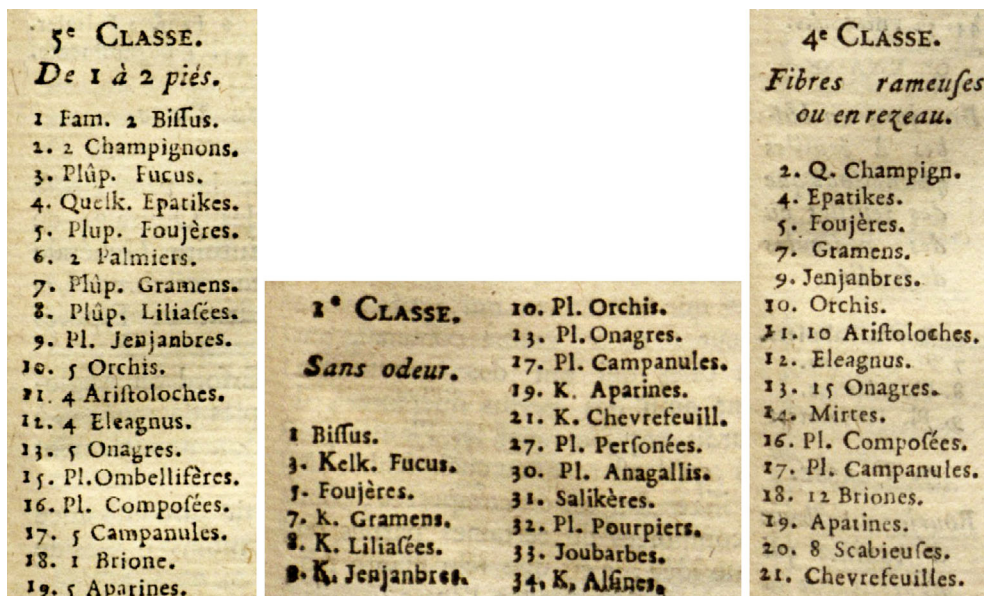 5e CLASSE.
De 1 à 2 piés.
1 Fam. 2 Biſſus.
2. 2 Champignons.
3. Plûp. Fucus.
4. Quelk. Epatikes.
5. Plup. Foujères.
6. 2 Palmiers.
7. Plûp. Gramens.
8. Plûp. Liliaſées.
9. Pl. Jenjanbres.
10. 5 Orchis.
11. 4 Ariſtoloches.
12. 4 Eleagnus.
13. 5 Onagres.
15. Pl.Ombellifères.
16. Pl. Compoſées.
17. 5 Campanules.
18. 1 Brione.
19. 5 Aparines.
1e CLASSE.
Sans odeur.
1 Biſſus.
3. Kelk. Fucus.
5. Foujères.
7. K. Gramens.
8. K. Liliaſées.
9. K. Jenjanbres.
10. Pl. Orchis.
13. Pl. Onagres.
17. Pl. Campanules.
19. K. Aparines.
21. K. Chevrefeuill.
27. Pl. Perſonées.
30. Pl. Anagallis.
31. Salikères.
32. Pl. Pourpiers.
33. Joubarbes.
34. K. Alſines.
4e CLASSE.
Fibres rameuſes
ou en rezeau.
2. Q. Champign.
4. Epatikes.
5. Foujères.
7. Gramens.
9. Jenjanbres.
10. Orchis.
11. 10 Ariſtoloches.
12. Eleagnus.
13. 15 Onagres.
14. Mirtes.
16. Pl. Compoſées.
17. Pl. Campanules.
18. 12 Briones.
19. Aparines.
20. 8 Scabieuſes.
21. Chevrefeuilles.